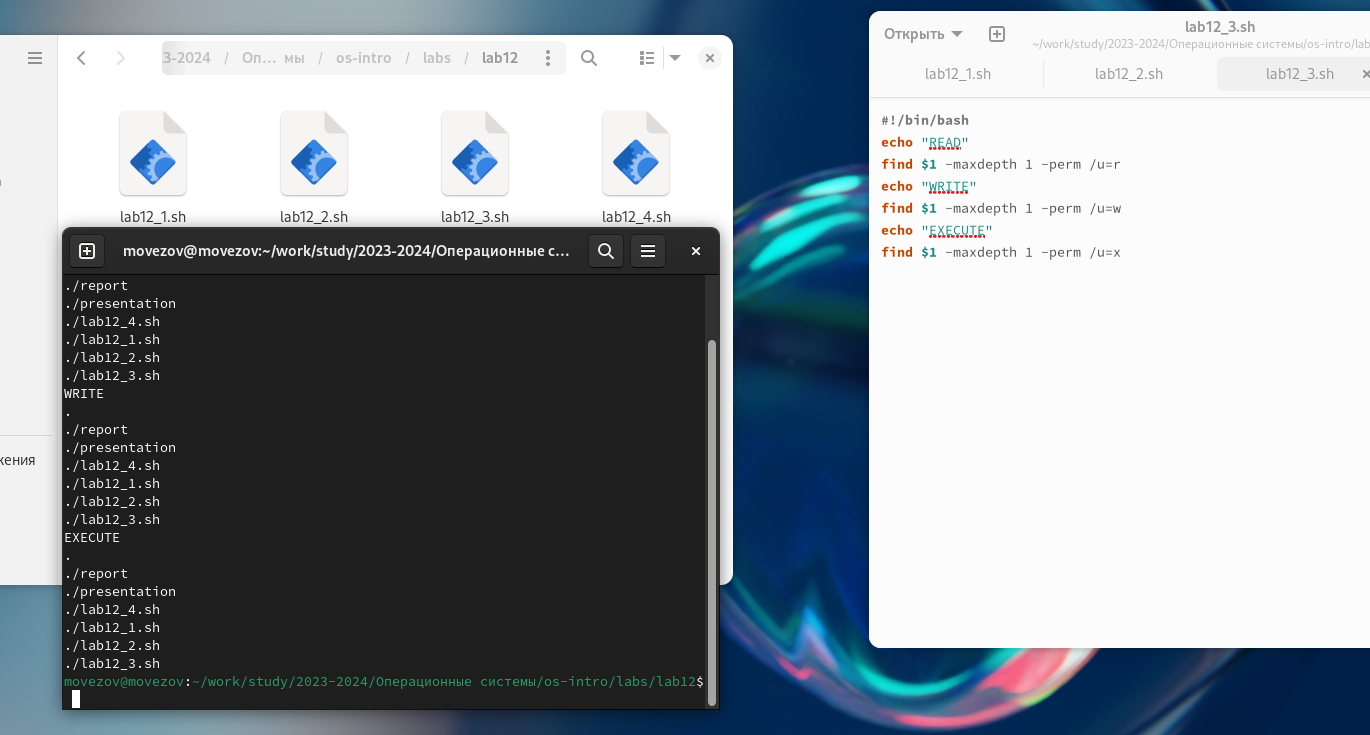 3-2024 / Оп… мы / os-intro / labs / lab12
lab12_1.sh lab12_2.sh lab12_3.sh lab12_4.sh
жения
movezov@movezov:~/work/study/2023-2024/Операционные с…
./report
./presentation
./lab12_4.sh
./lab12_1.sh
./lab12_2.sh
./lab12_3.sh
WRITE
.
./report
./presentation
./lab12_4.sh
./lab12_1.sh
./lab12_2.sh
./lab12_3.sh
EXECUTE
.
./report
./presentation
./lab12_4.sh
./lab12_1.sh
./lab12_2.sh
./lab12_3.sh
movezov@movezov:~/work/study/2023-2024/Операционные системы/os-intro/labs/lab12$
Открыть
lab12_3.sh
~/work/study/2023-2024/Операционные системы/os-intro/lab
lab12_1.sh lab12_2.sh lab12_3.sh
#!/bin/bash
echo "READ"
find $1 -maxdepth 1 -perm /u=r
echo "WRITE"
find $1 -maxdepth 1 -perm /u=w
echo "EXECUTE"
find $1 -maxdepth 1 -perm /u=x